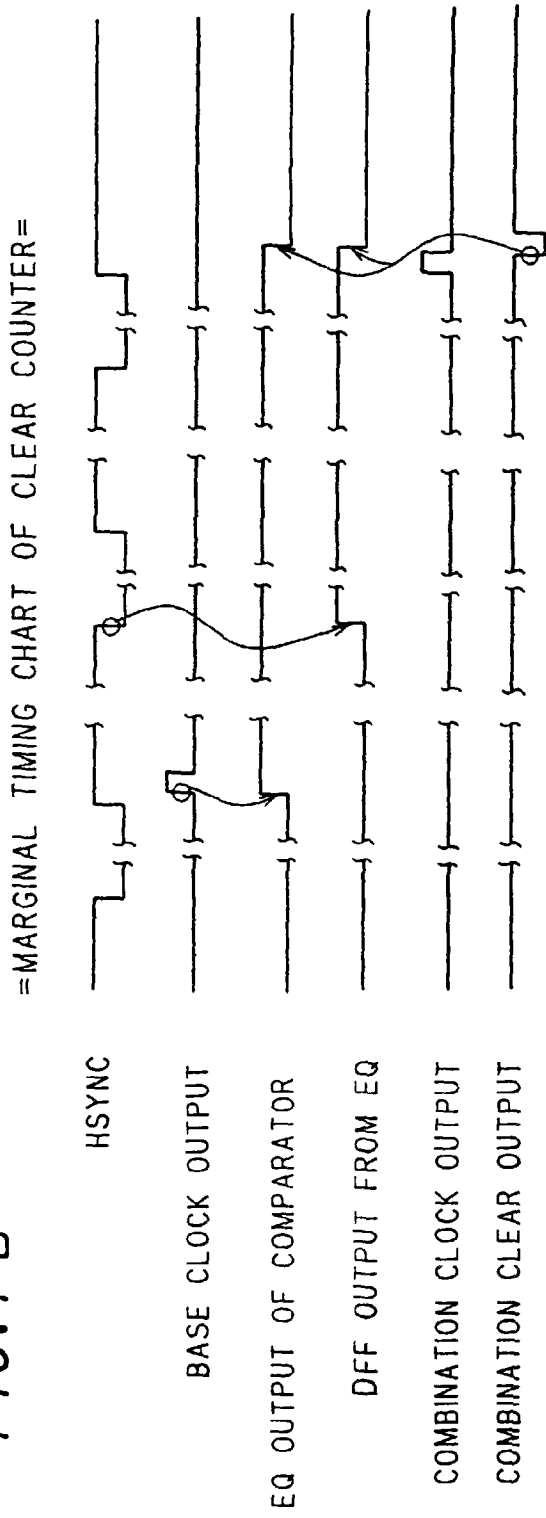 =MARGINAL TIMING CHART OF CLEAR COUNTER=
HSYNC
BASE CLOCK OUTPUT
EQ OUTPUT OF COMPARATOR
DFF OUTPUT FROM EQ
COMBINATION CLOCK OUTPUT
COMBINATION CLEAR OUTPUT